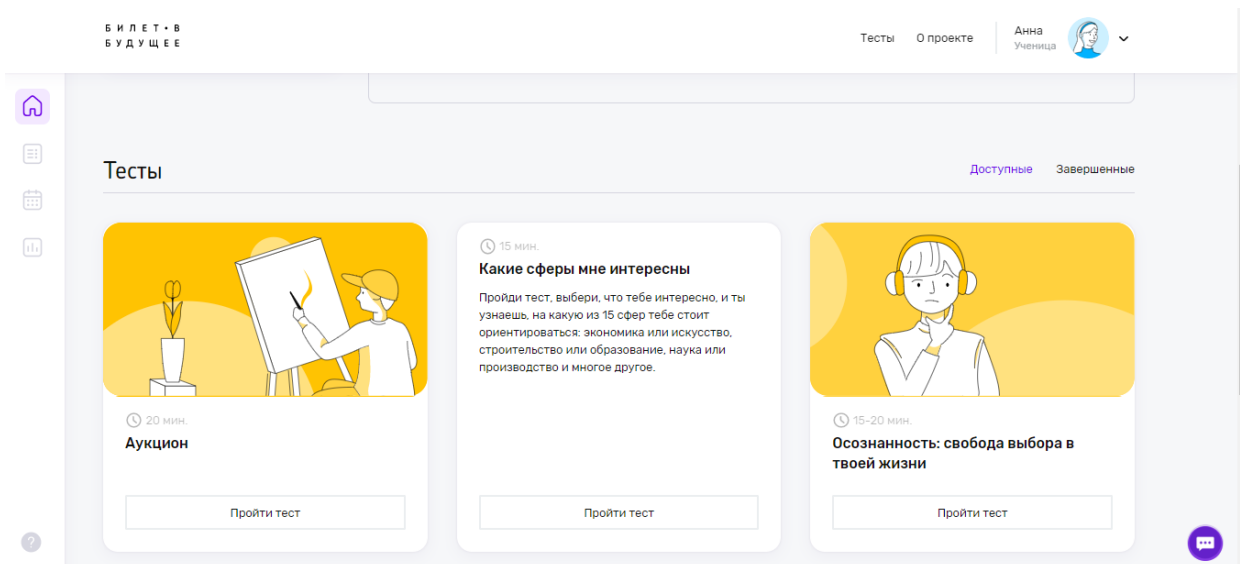 БИЛЕТ•В
БУДУЩЕЕ
Тесты
О проекте
Анна
Ученица
Тесты
Доступные
Завершенные
20 мин.
Аукцион
Пройти тест
15 мин.
Какие сферы мне интересны
Пройди тест, выбери, что тебе интересно, и ты
узнаешь, на какую из 15 сфер тебе стоит
ориентироваться: экономика или искусство,
строительство или образование, наука или
производство и многое другое.
Пройти тест
15-20 мин.
Осознанность: свобода выбора в
твоей жизни
Пройти тест
?